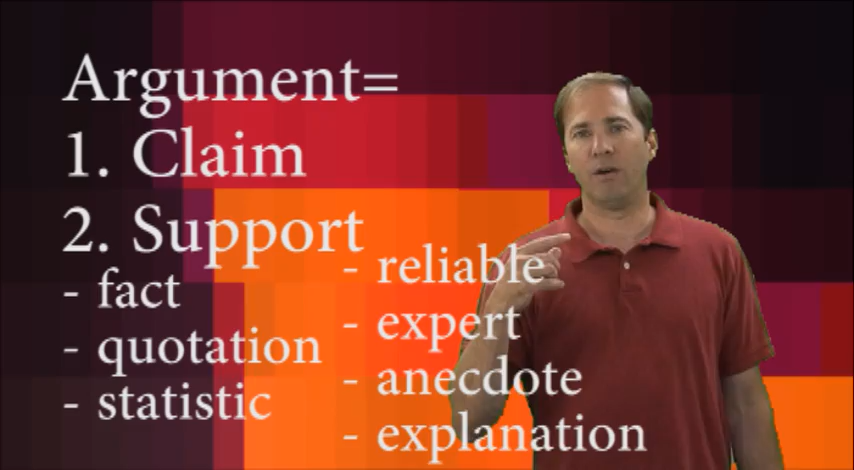 Argument=
1. Claim
2. Support
- fact
- quotation
- statistic
- reliable
- expert
- anecdote
- explanation